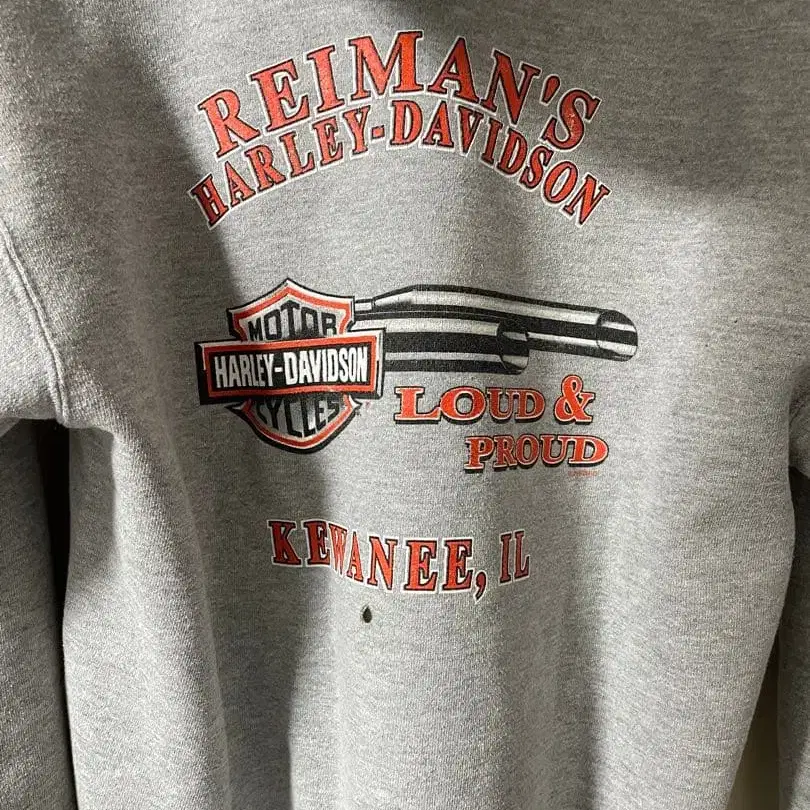 REIMAN'S
HARLEY-DAVIDSON
MOTOR
HARLEY-DAVIDSON
CYCLES
LOUD &
PROUD
KEWANEE, IL